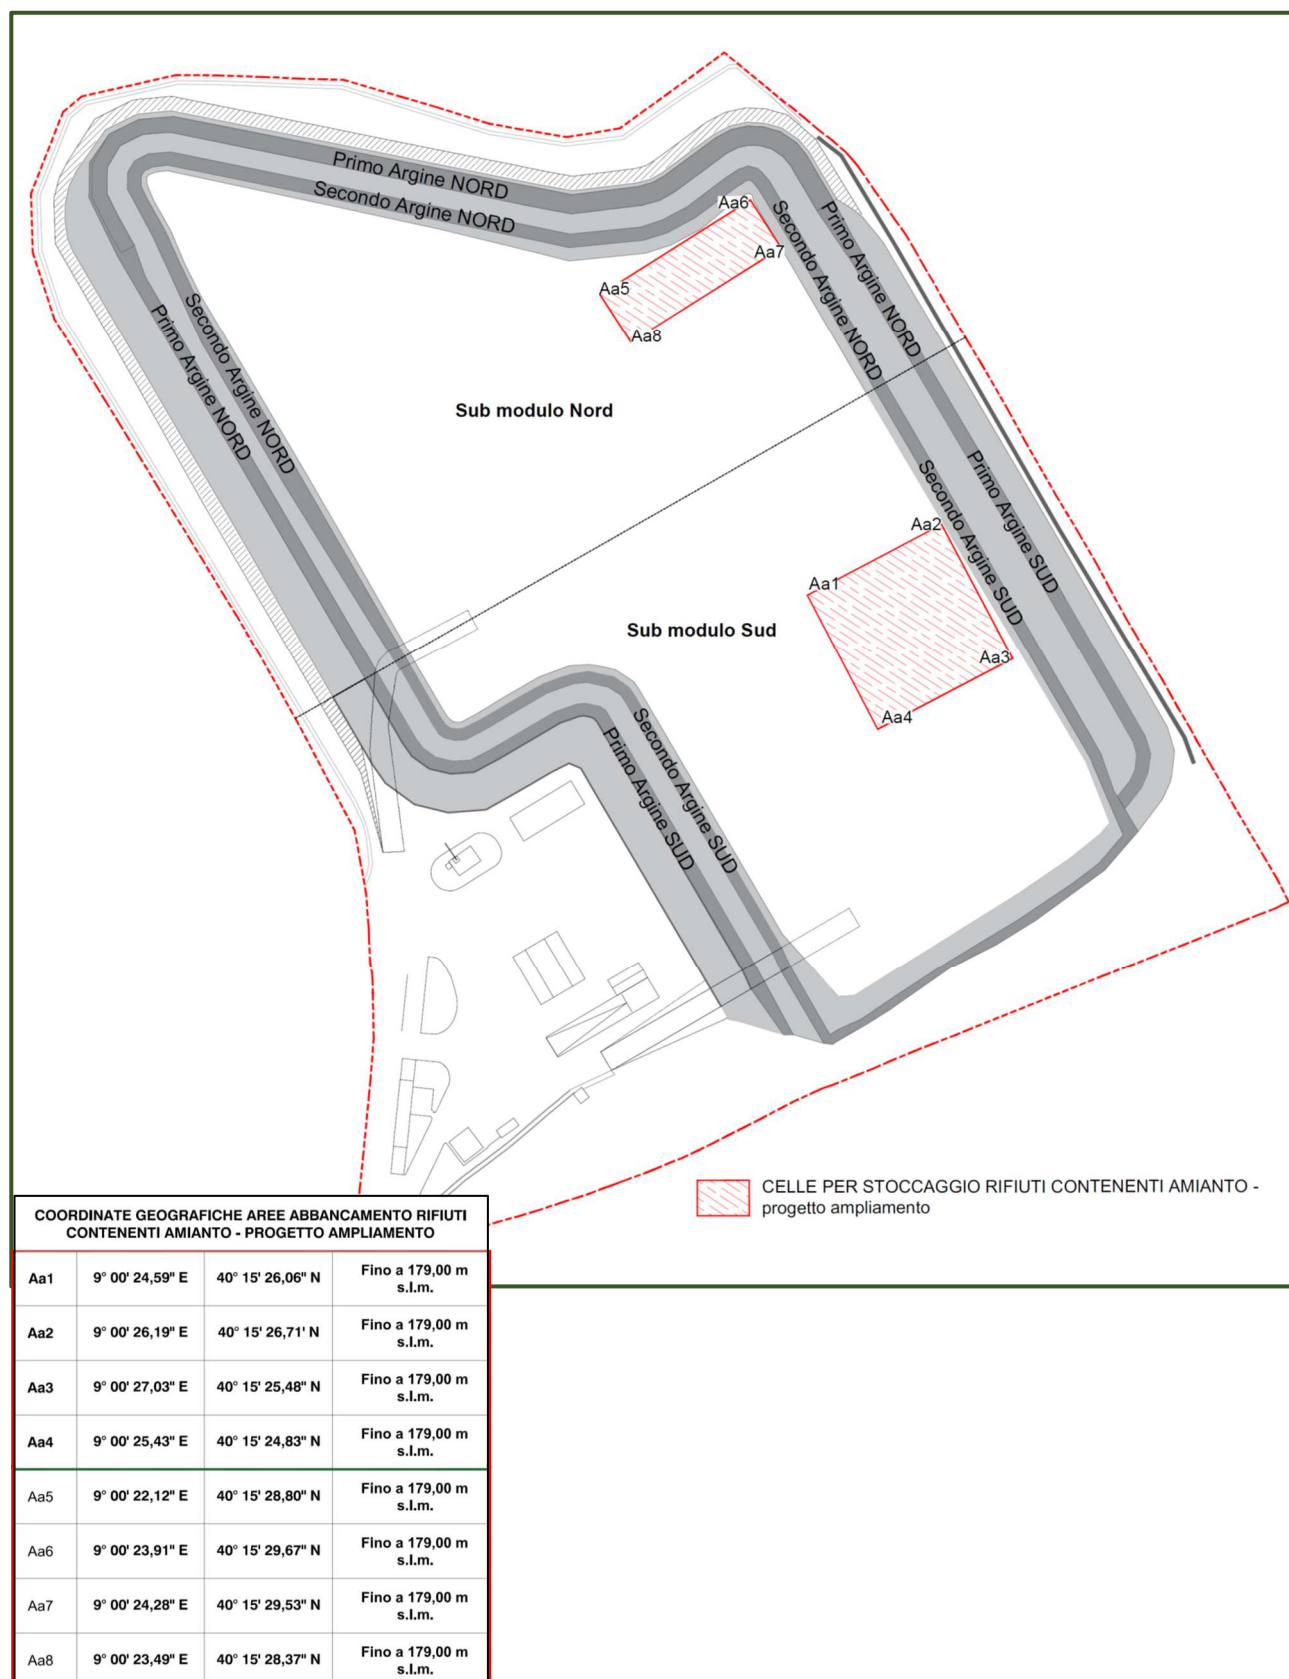 Primo Argine NORD
Secondo Argine NORD
Aa6
Aa7
Aa5
Aa8
Secondo Argine NORD
Primo Argine NORD
Secondo Argine NORD
Primo Argine NORD
Sub modulo Nord
Primo Argine SUD
Secondo Argine SUD
Aa2
Aa1
Sub modulo Sud
Aa3
Aa4
Secondo Argine SUD
Primo Argine SUD
CELLE PER STOCCAGGIO RIFIUTI CONTENENTI AMIANTO -
progetto ampliamento
COORDINATE GEOGRAFICHE AREE ABBANCAMENTO RIFIUTI
CONTENENTI AMIANTO - PROGETTO AMPLIAMENTO
Aa1 9° 00' 24,59" E 40° 15' 26,06" N Fino a 179,00 m
s.l.m.
Aa2 9° 00' 26,19" E 40° 15' 26,71' N Fino a 179,00 m
s.l.m.
Aa3 9° 00' 27,03" E 40° 15' 25,48" N Fino a 179,00 m
s.l.m.
Aa4 9° 00' 25,43" E 40° 15' 24,83" N Fino a 179,00 m
s.l.m.
Aa5 9° 00' 22,12" E 40° 15' 28,80" N Fino a 179,00 m
s.l.m.
Aa6 9° 00' 23,91" E 40° 15' 29,67" N Fino a 179,00 m
s.l.m.
Aa7 9° 00' 24,28" E 40° 15' 29,53" N Fino a 179,00 m
s.l.m.
Aa8 9° 00' 23,49" E 40° 15' 28,37" N Fino a 179,00 m
s.l.m.